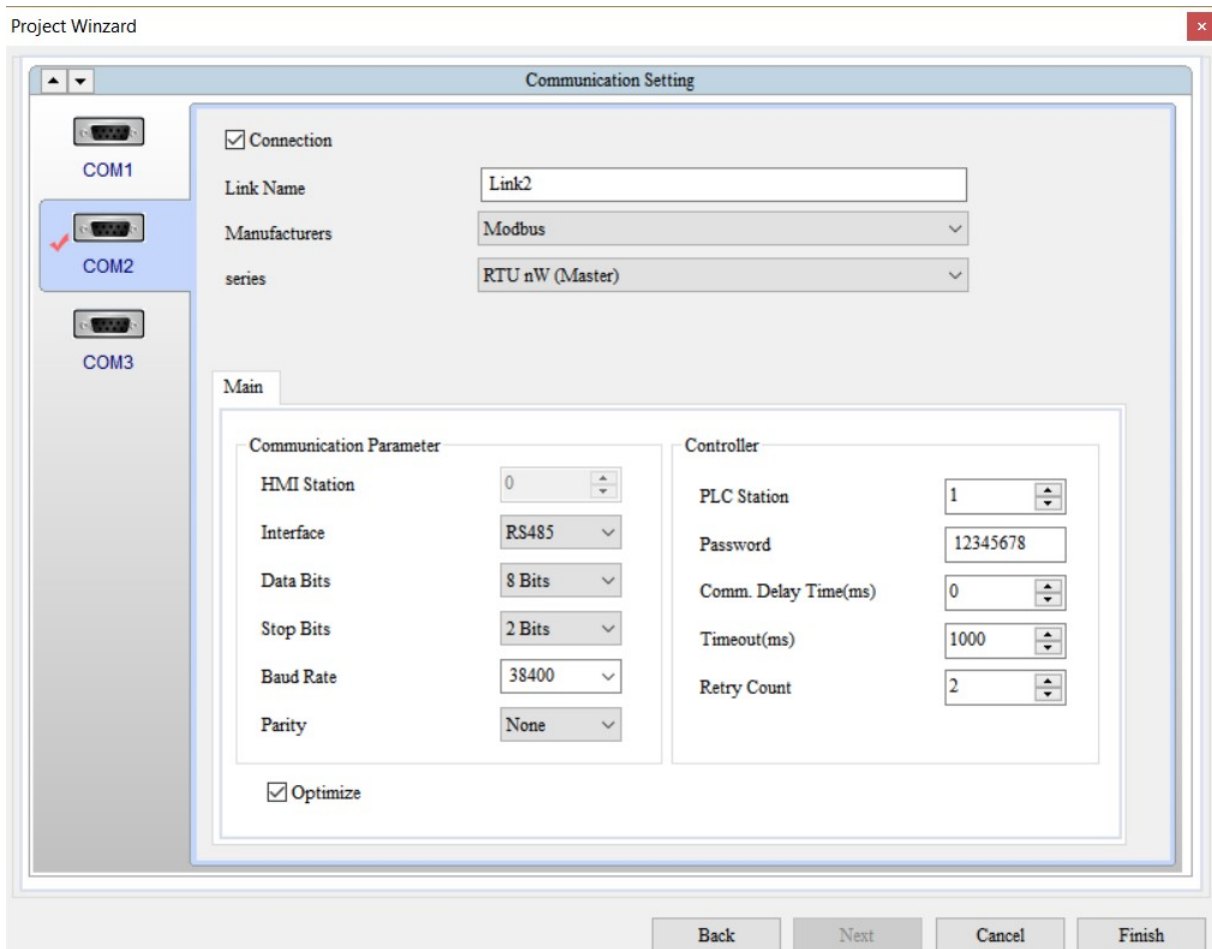 Project Winzard
Communication Setting
COM1
COM2
COM3
Connection
Link Name Link2
Manufacturers Modbus
series RTU nW (Master)
Main
Communication Parameter
HMI Station 0
Interface RS485
Data Bits 8 Bits
Stop Bits 2 Bits
Baud Rate 38400
Parity None
Controller
PLC Station 1
Password 12345678
Comm. Delay Time(ms) 0
Timeout(ms) 1000
Retry Count 2
Optimize
Back Next Cancel Finish